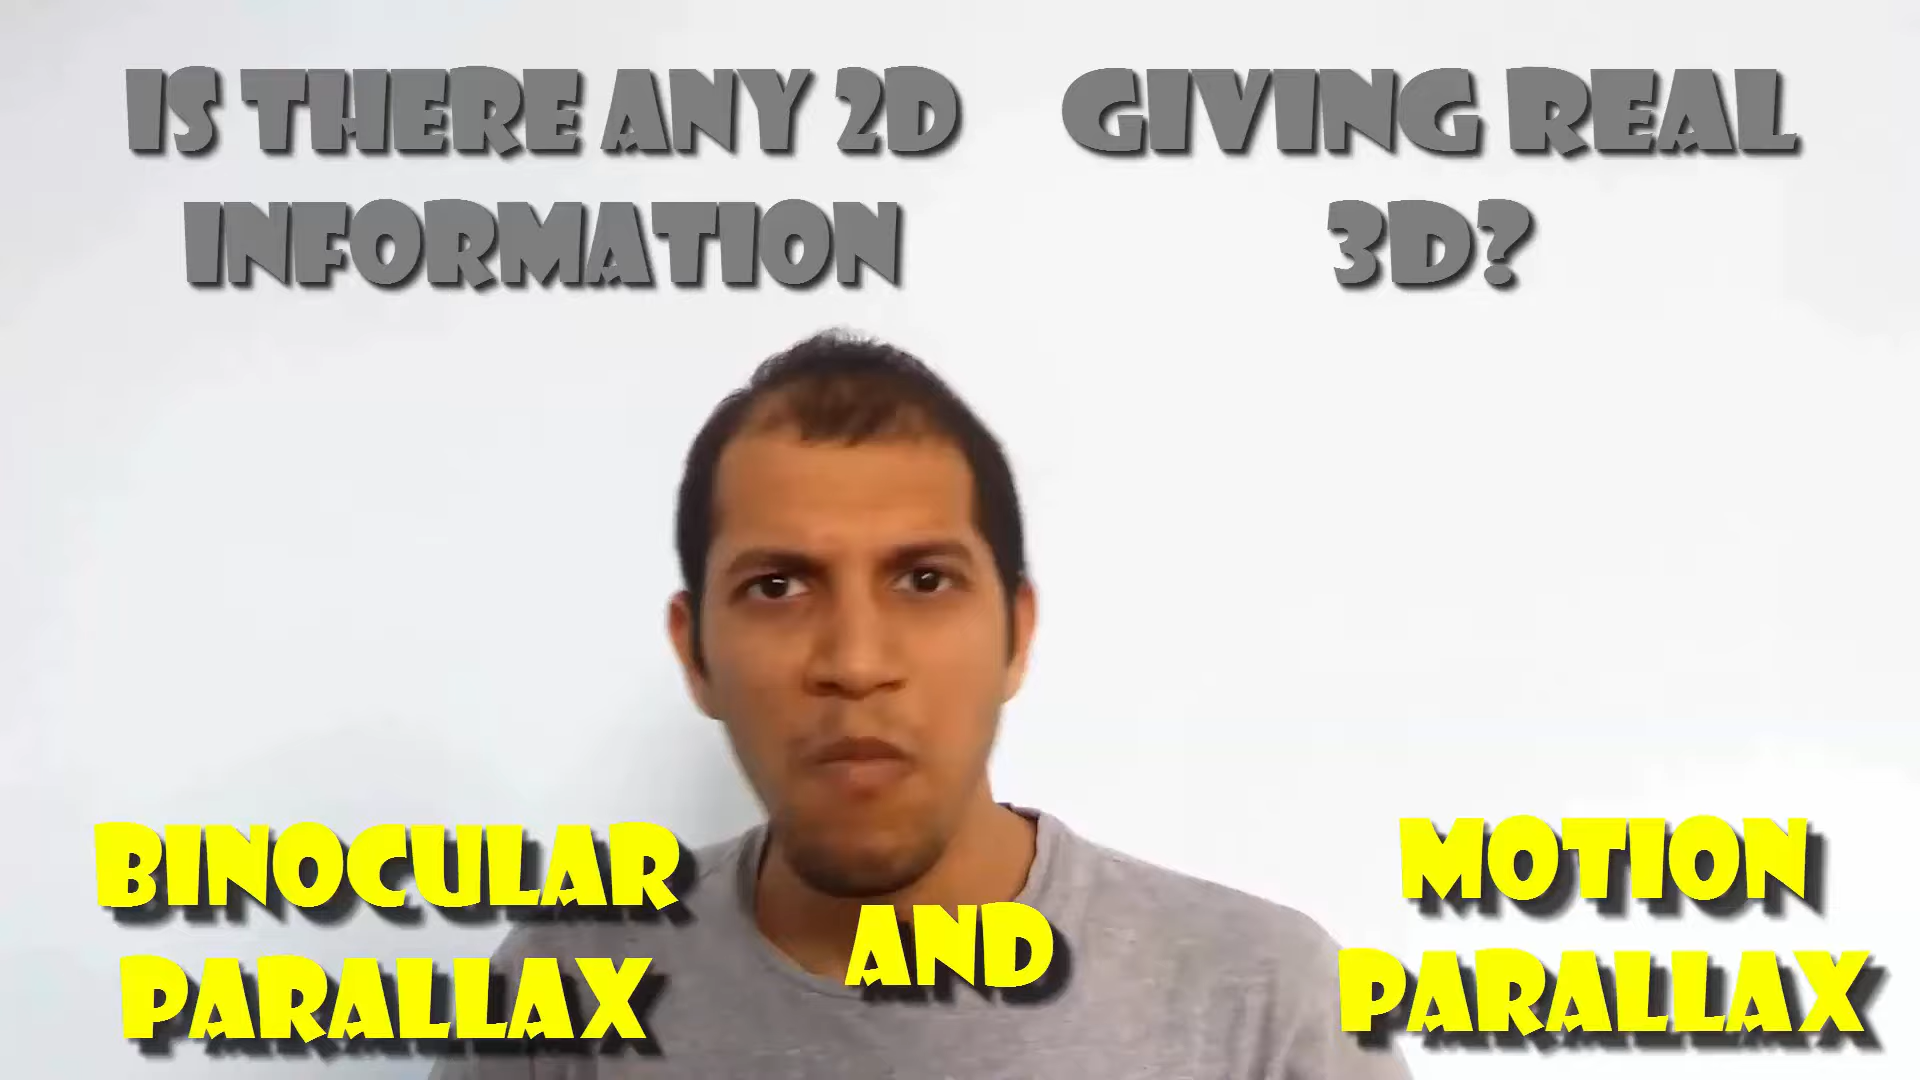 IS THERE ANY 2D
INFORMATION
GIVING REAL
3D?
BINOCULAR
PARALLAX
AND
MOTION
PARALLAX